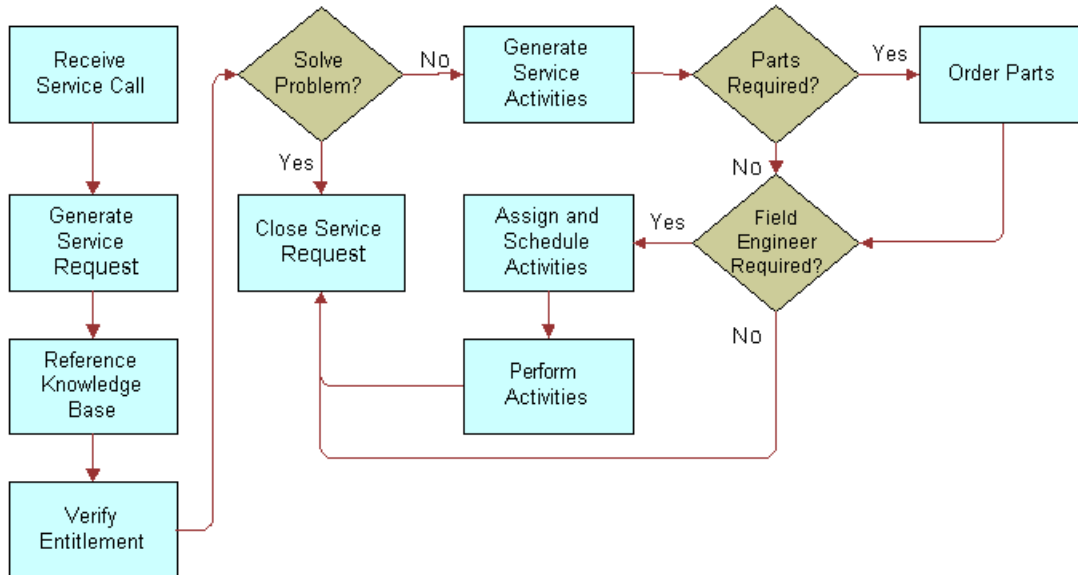 Receive
Service Call
Generate
Service
Request
Reference
Knowledge
Base
Verify
Entitlement
Solve
Problem?
No
Yes
Close Service
Request
Generate
Service
Activities
Parts
Required?
Yes
No
Order Parts
Field
Engineer
Required?
Yes
No
Assign and
Schedule
Activities
Perform
Activities